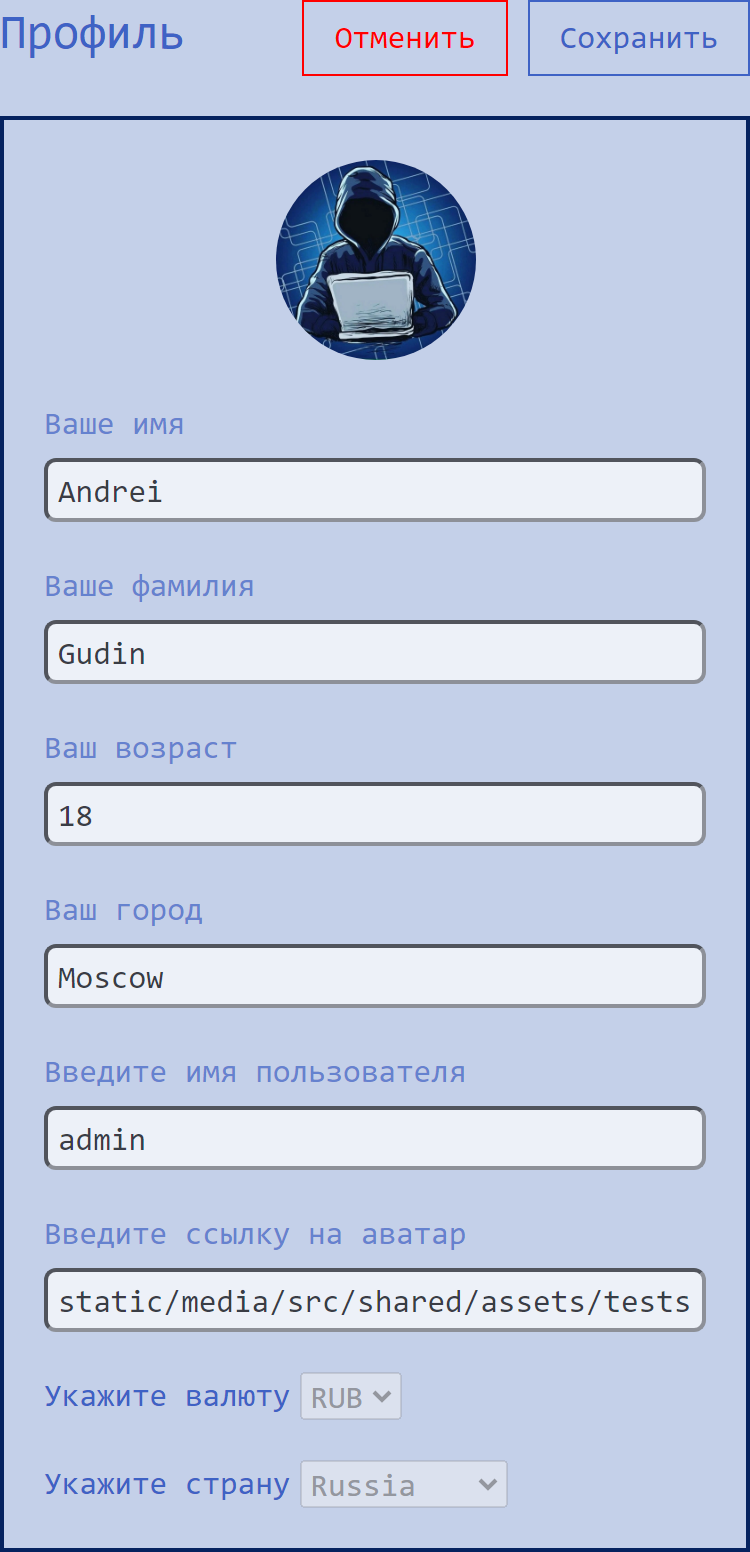 Профиль
Отменить
Сохранить
Ваше имя
Andrei
Ваше фамилия
Gudin
Ваш возраст
18
Ваш город
Moscow
Введите имя пользователя
admin
Введите ссылку на аватар
static/media/src/shared/assets/tests
Укажите валюту RUB
Укажите страну Russia